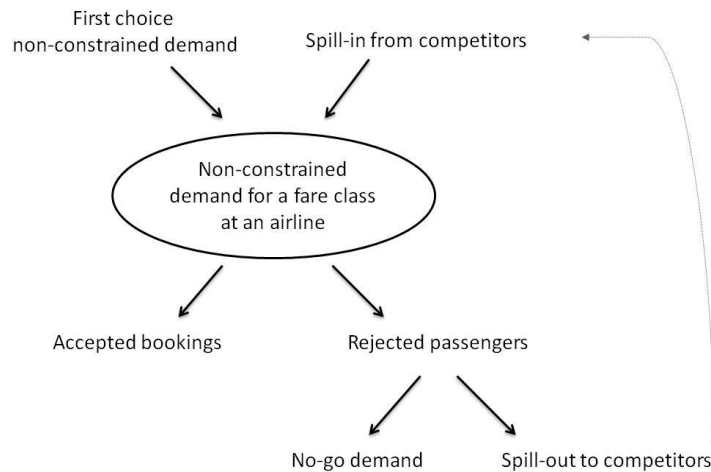 First choice
non-constrained demand
Spill-in from competitors
Non-constrained
demand for a fare class
at an airline
Accepted bookings
Rejected passengers
No-go demand
Spill-out to competitors